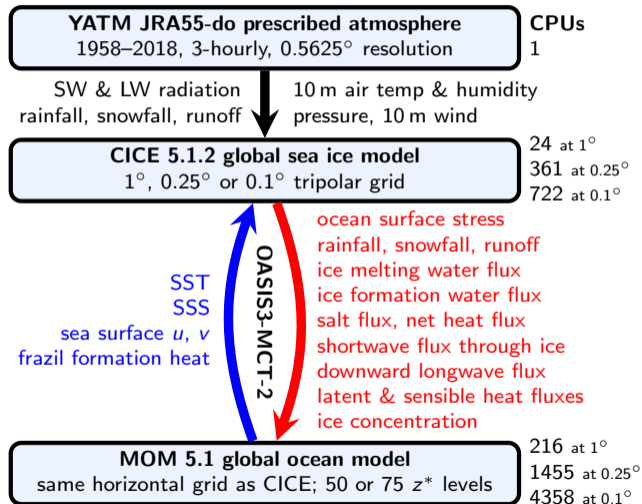 YATM JRA55-do prescribed atmosphere
1958–2018, 3-hourly, 0.5625° resolution
CPUs
1
SW & LW radiation
rainfall, snowfall, runoff
10 m air temp & humidity
pressure, 10 m wind
CICE 5.1.2 global sea ice model
1°, 0.25° or 0.1° tripolar grid
24 at 1°
361 at 0.25°
722 at 0.1°
SST
SSS
sea surface u, v
frazil formation heat
OASIS3-MCT-2
ocean surface stress
rainfall, snowfall, runoff
ice melting water flux
ice formation water flux
salt flux, net heat flux
shortwave flux through ice
downward longwave flux
latent & sensible heat fluxes
ice concentration
MOM 5.1 global ocean model
same horizontal grid as CICE; 50 or 75 z* levels
216 at 1°
1455 at 0.25°
4358 at 0.1°